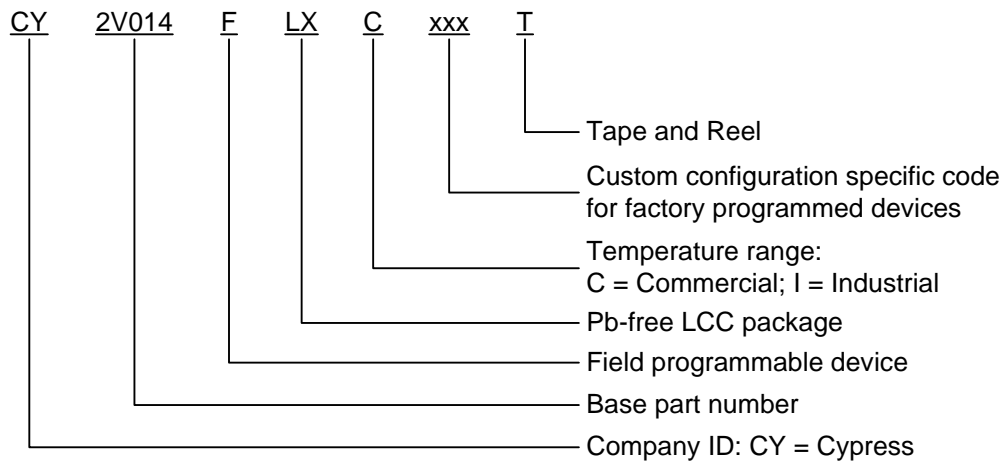 CY 2V014 F LX C xxx T
Tape and Reel
Custom configuration specific code
for factory programmed devices
Temperature range:
C = Commercial; I = Industrial
Pb-free LCC package
Field programmable device
Base part number
Company ID: CY = Cypress